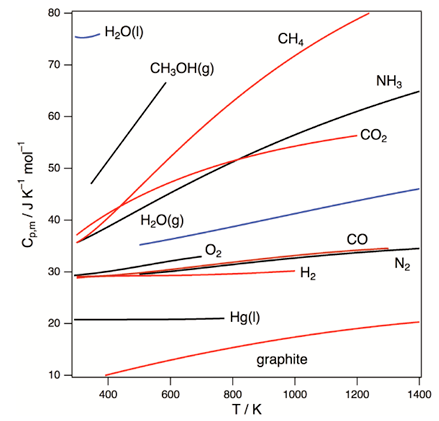 80
70
60
50
40
30
20
10
C_p,m / J K⁻¹ mol⁻¹
H₂O(l)
CH₃OH(g)
CH₄
NH₃
CO₂
H₂O(g)
O₂
CO
N₂
H₂
Hg(l)
graphite
400 600 800 1000 1200 1400
T / K